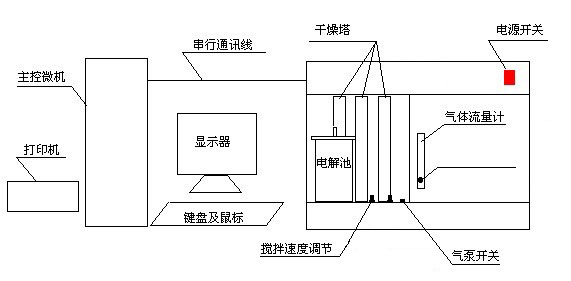 串行通讯线
干燥塔
电源开关
主控微机
气体流量计
显示器
打印机
电解池
键盘及鼠标
搅拌速度调节
气泵开关